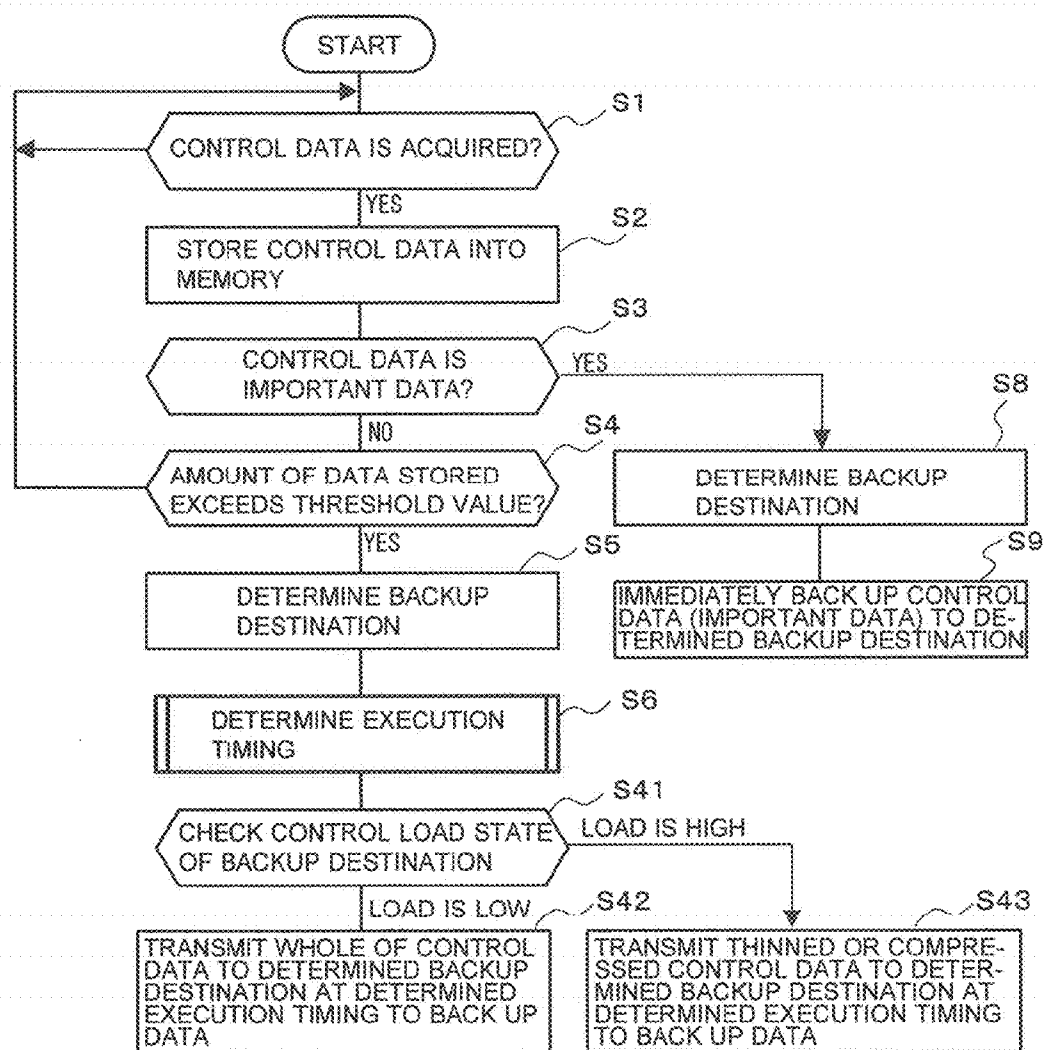 START
S1
CONTROL DATA IS ACQUIRED?
YES
S2
STORE CONTROL DATA INTO
MEMORY
S3
CONTROL DATA IS
IMPORTANT DATA?
YES
NO
S4
AMOUNT OF DATA STORED
EXCEEDS THRESHOLD VALUE?
YES
S8
DETERMINE BACKUP
DESTINATION
S9
IMMEDIATELY BACK UP CONTROL
DATA (IMPORTANT DATA) TO DE-
TERMINED BACKUP DESTINATION
S5
DETERMINE BACKUP
DESTINATION
S6
DETERMINE EXECUTION
TIMING
S41
CHECK CONTROL LOAD STATE
OF BACKUP DESTINATION
LOAD IS HIGH
LOAD IS LOW
S42
TRANSMIT WHOLE OF CONTROL
DATA TO DETERMINED BACKUP
DESTINATION AT DETERMINED
EXECUTION TIMING TO BACK UP
DATA
S43
TRANSMIT THINNED OR COMPRE-
SSED CONTROL DATA TO DETER-
MINED BACKUP DESTINATION AT
DETERMINED EXECUTION TIMING
TO BACK UP DATA